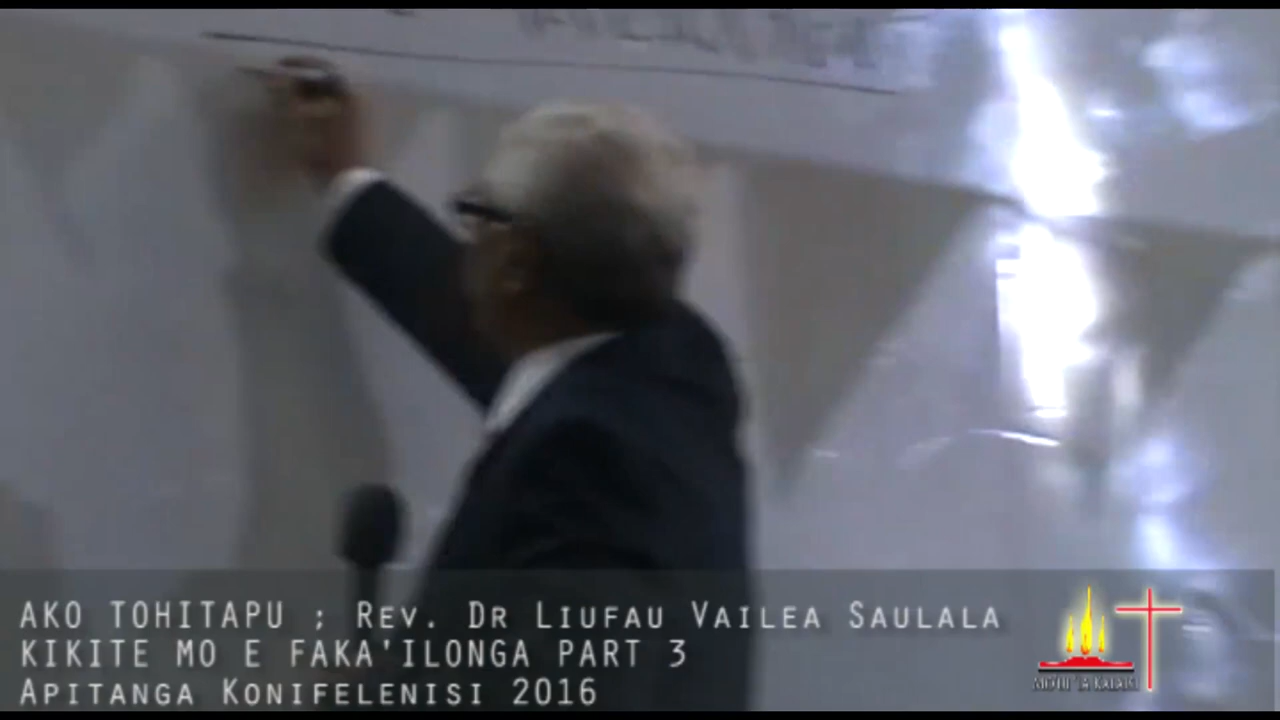 AKO TOHITAPU ; REV. DR LIUFAU VAILEA SAULALA
KIKITE MO E FAKA'ILONGA PART 3
APITANGA KONIFELENISI 2016